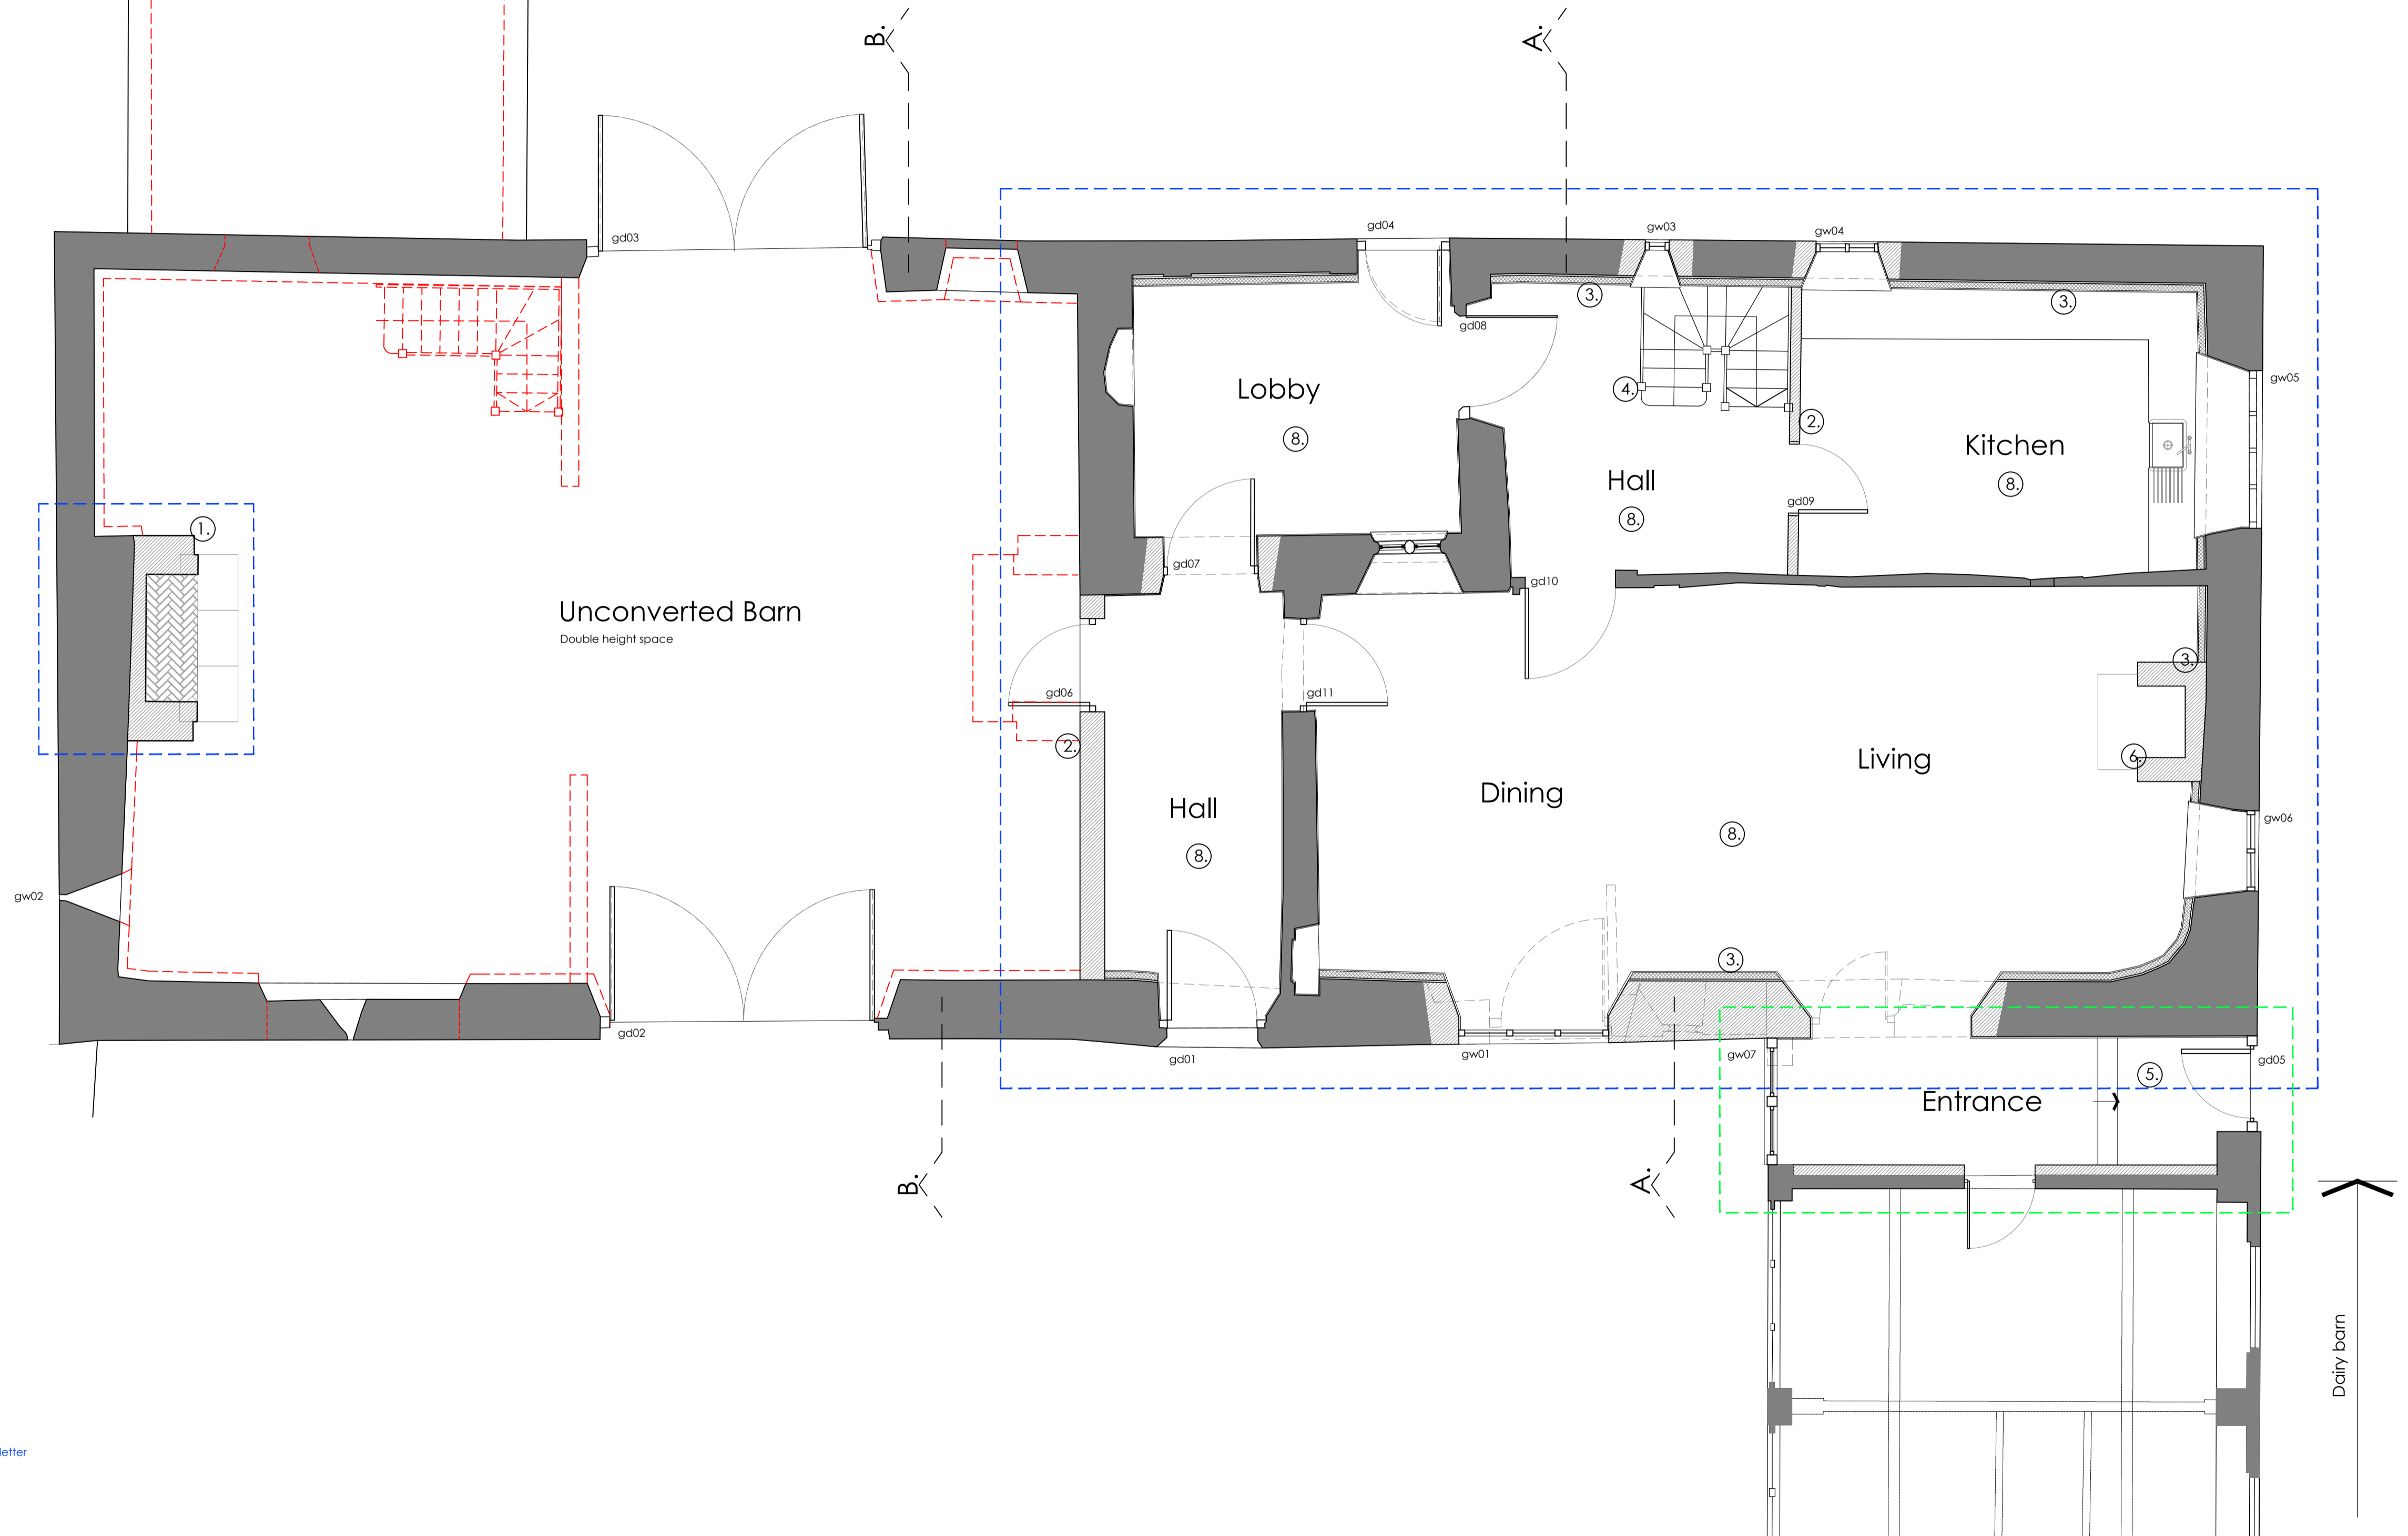 B.
A.
gd03
gd04
gw03
gw04
3.
3.
gd08
gw05
Lobby
4.
2.
8.
Kitchen
Hall
8.
gd09
8.
1.
gd07
gd10
Unconverted Barn
Double height space
3.
gd06
gd11
2.
6.
Living
Dining
Hall
gw06
8.
8.
gw02
3.
gd02
gd01
gw01
gw07
gd05
5.
Entrance
B.
A.
Dairy barn
letter